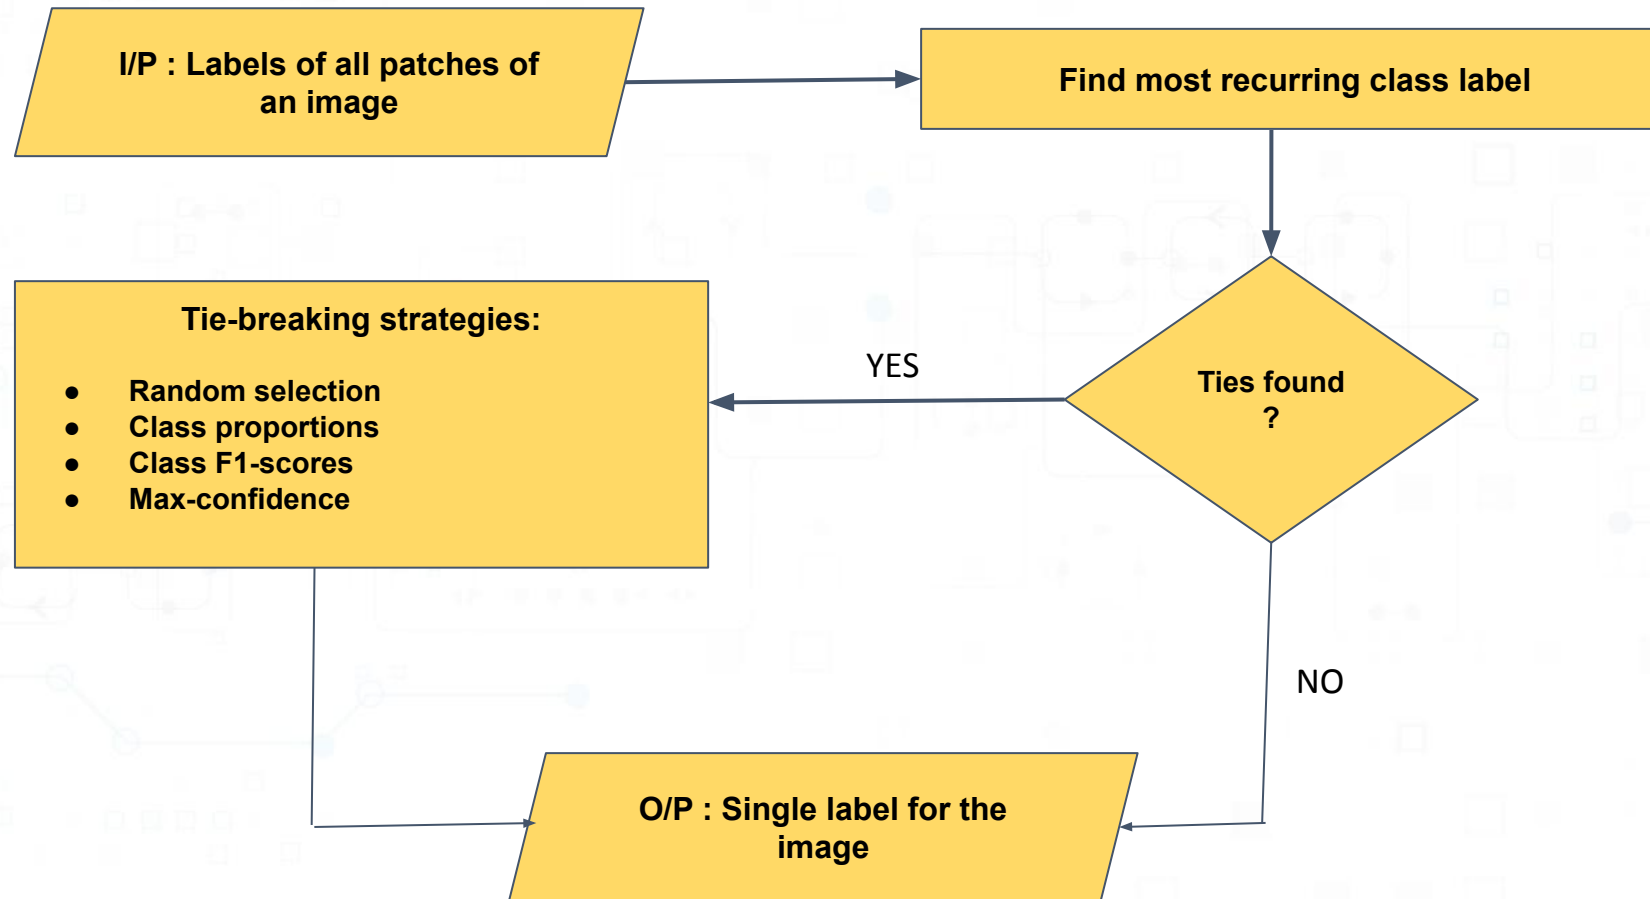 I/P : Labels of all patches of
an image
Find most recurring class label
Tie-breaking strategies:
● Random selection
● Class proportions
● Class F1-scores
● Max-confidence
YES
Ties found
?
NO
O/P : Single label for the
image